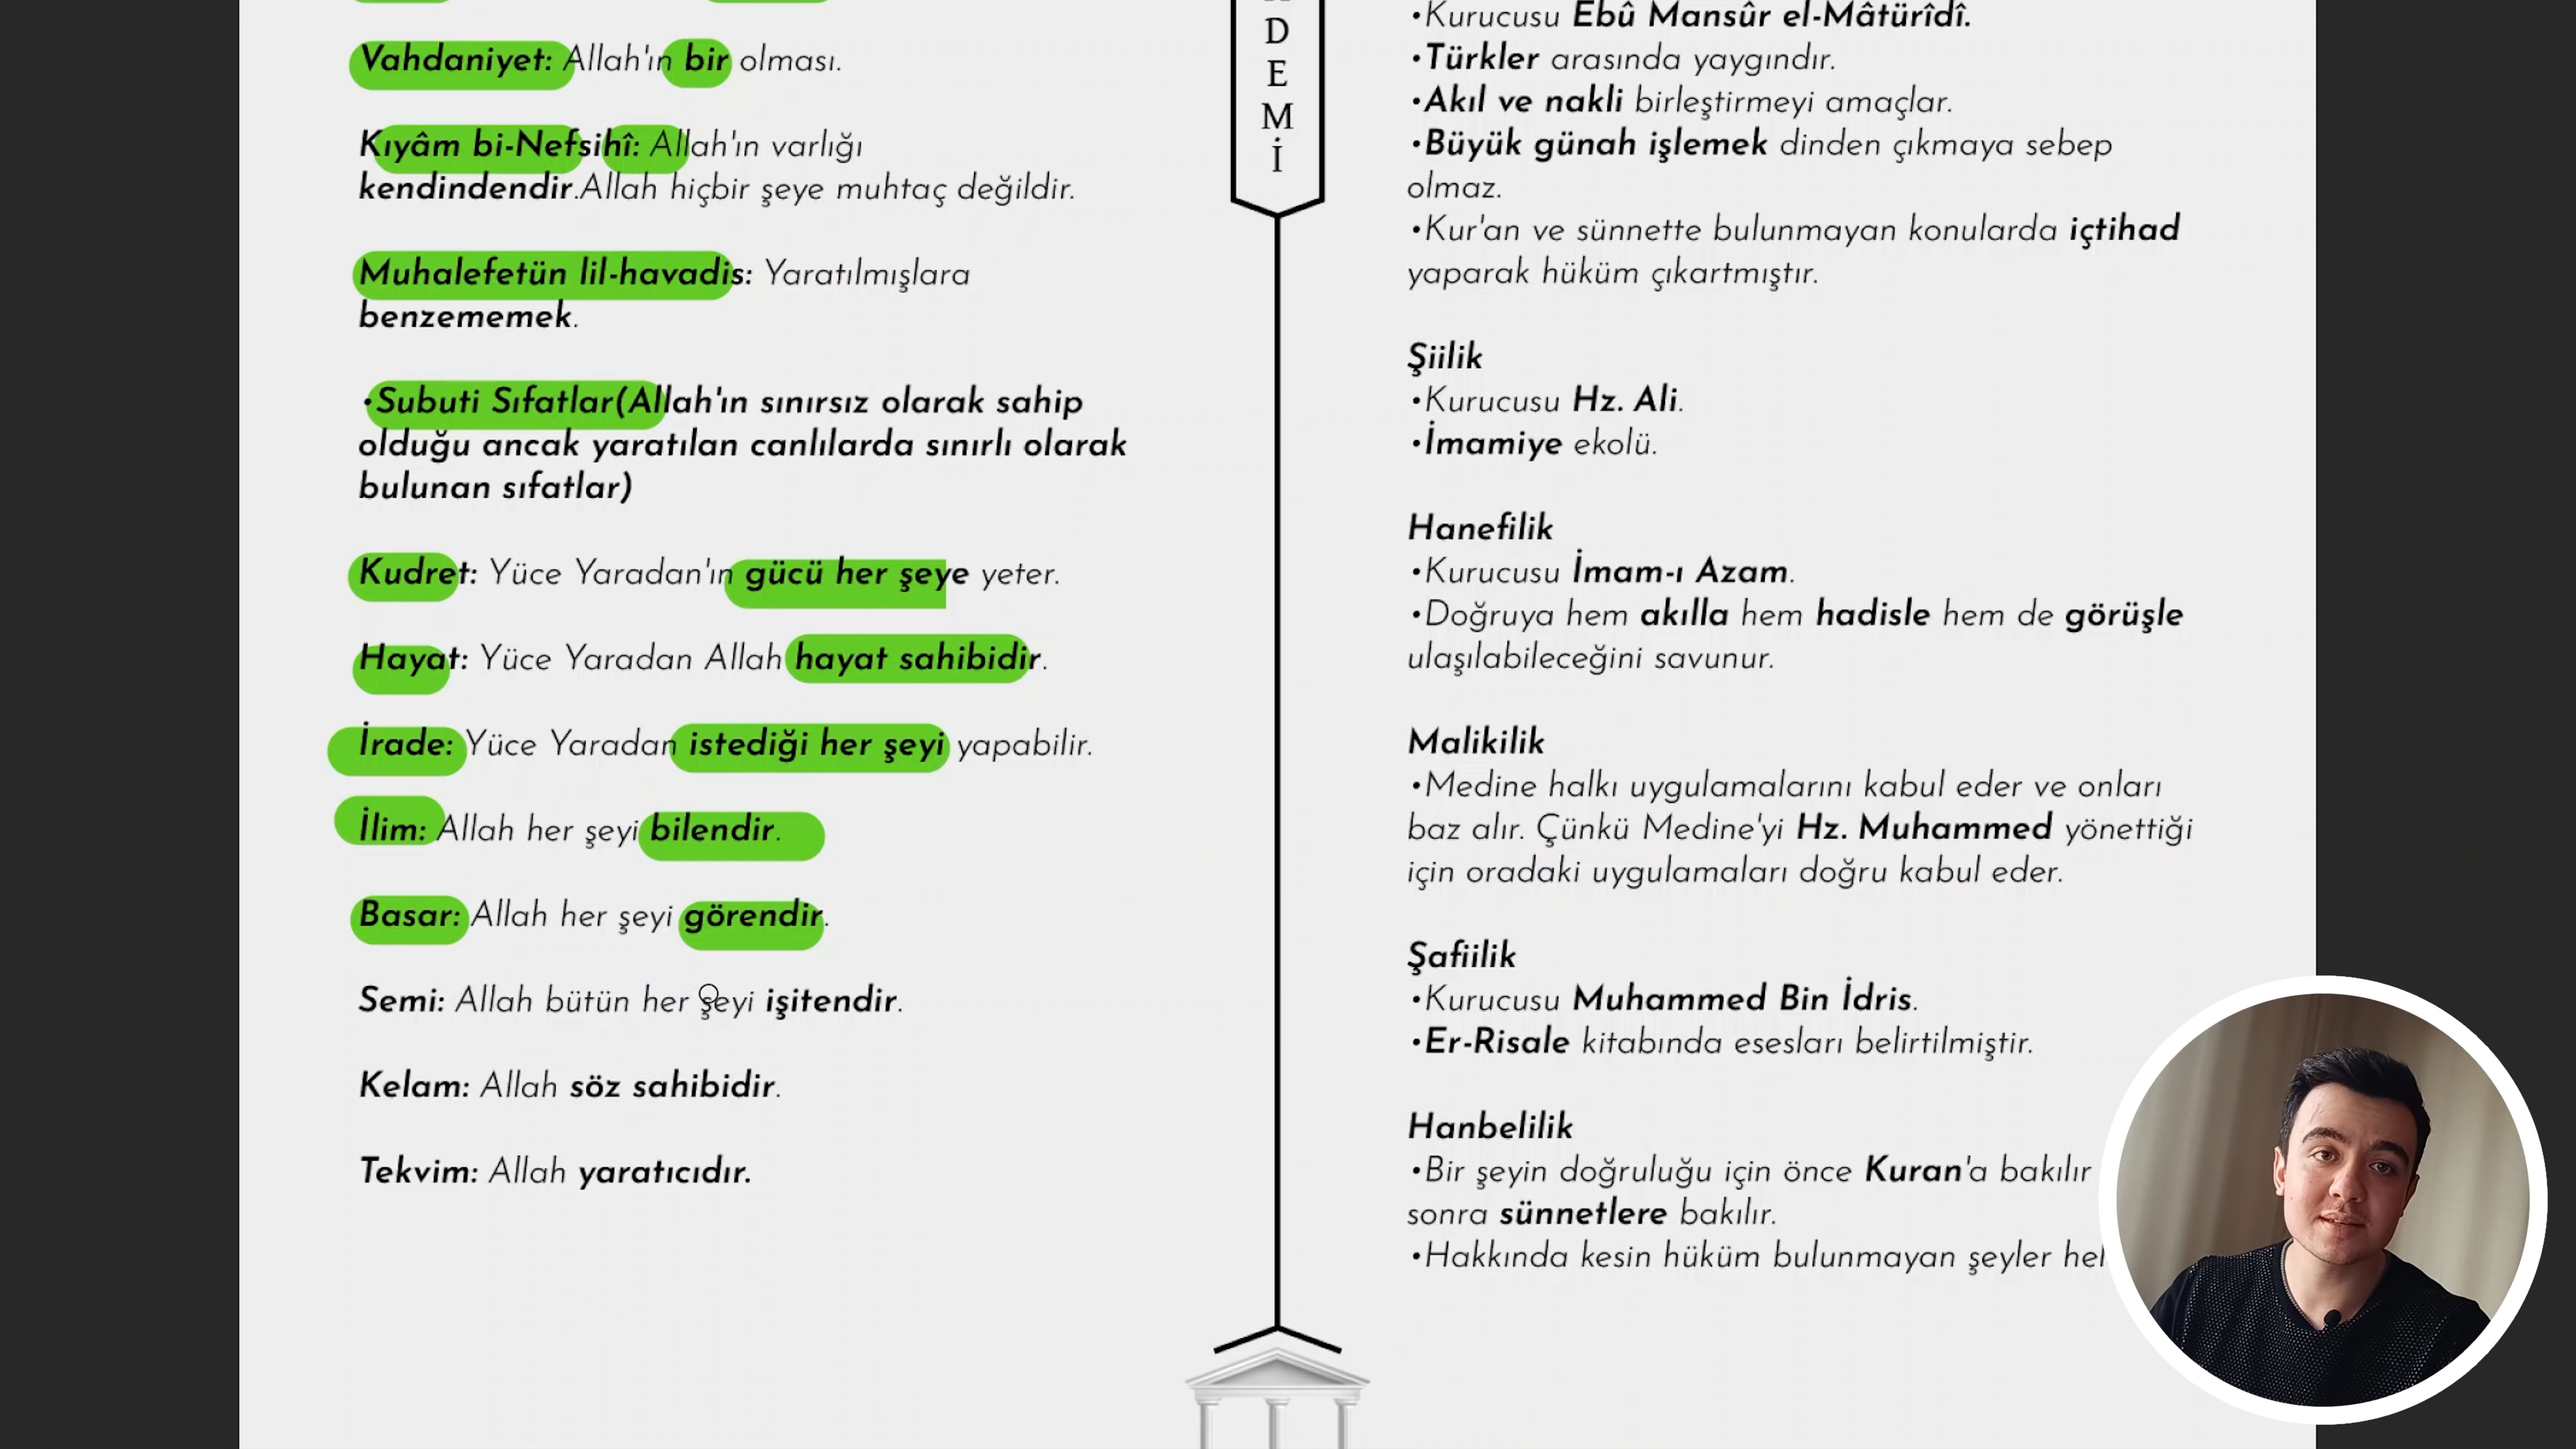 Vahdaniyet: Allah'ın bir olması.
Kıyâm bi-Nefsihî: Allah'ın varlığı
kendindendir.Allah hiçbir şeye muhtaç değildir.
Muhalefetün lil-havadis: Yaratılmışlara
benzememek.
•Subuti Sıfatlar(Allah'ın sınırsız olarak sahip
olduğu ancak yaratılan canlılarda sınırlı olarak
bulunan sıfatlar)
Kudret: Yüce Yaradan'ın gücü her şeye yeter.
Hayat: Yüce Yaradan Allah hayat sahibidir.
İrade: Yüce Yaradan istediği her şeyi yapabilir.
İlim: Allah her şeyi bilendir.
Basar: Allah her şeyi görendir.
Semi: Allah bütün her şeyi işitendir.
Kelam: Allah söz sahibidir.
Tekvim: Allah yaratıcıdır.
D
E
M
İ
•Kurucusu Ebû Mansûr el-Mâtürîdî.
•Türkler arasında yaygındır.
•Akıl ve nakli birleştirmeyi amaçlar.
•Büyük günah işlemek dinden çıkmaya sebep
olmaz.
•Kur'an ve sünnette bulunmayan konularda içtihad
yaparak hüküm çıkartmıştır.
Şiilik
•Kurucusu Hz. Ali.
•İmamiye ekolü.
Hanefilik
•Kurucusu İmam-ı Azam.
•Doğruya hem akılla hem hadisle hem de görüşle
ulaşılabileceğini savunur.
Malikilik
•Medine halkı uygulamalarını kabul eder ve onları
baz alır. Çünkü Medine'yi Hz. Muhammed yönettiği
için oradaki uygulamaları doğru kabul eder.
Şafiilik
•Kurucusu Muhammed Bin İdris.
•Er-Risale kitabında esesları belirtilmiştir.
Hanbelilik
•Bir şeyin doğruluğu için önce Kuran'a bakılır
sonra sünnetlere bakılır.
•Hakkında kesin hüküm bulunmayan şeyler